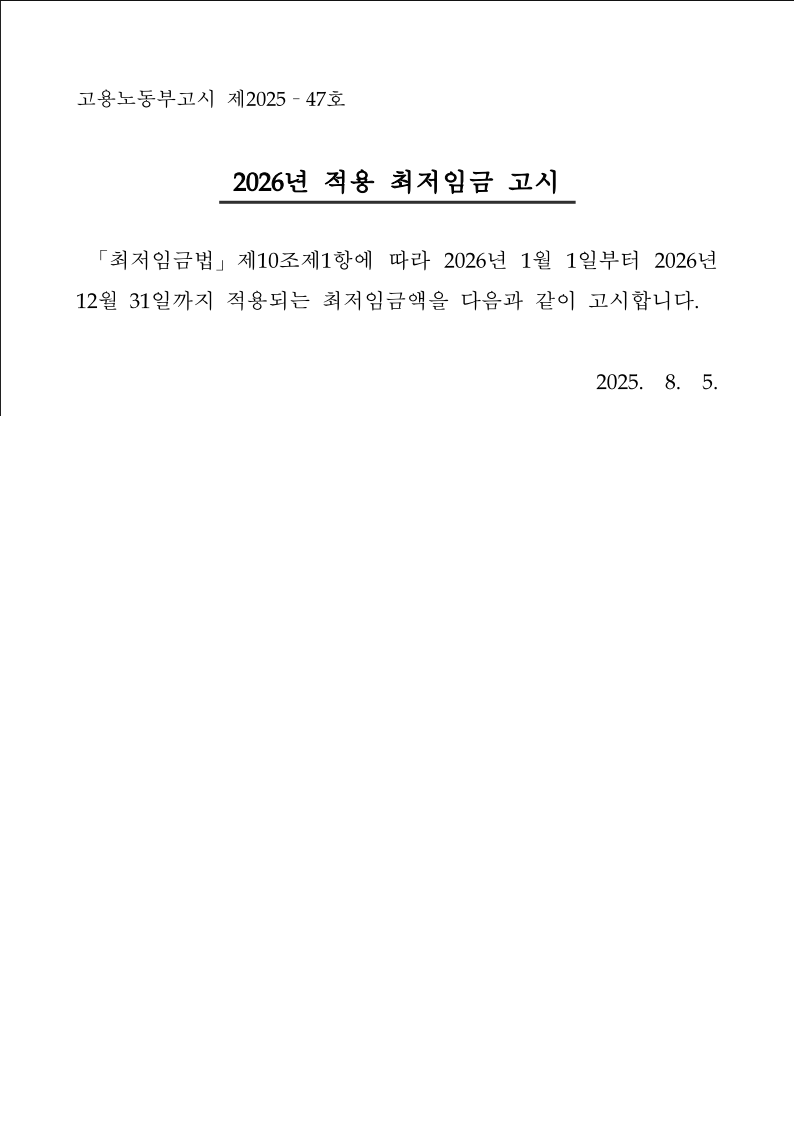 고용노동부고시 제2025 - 47호
2026년 적용 최저임금 고시
「최저임금법」제10조제1항에 따라 2026년 1월 1일부터 2026년
12월 31일까지 적용되는 최저임금액을 다음과 같이 고시합니다.
2025. 8. 5.